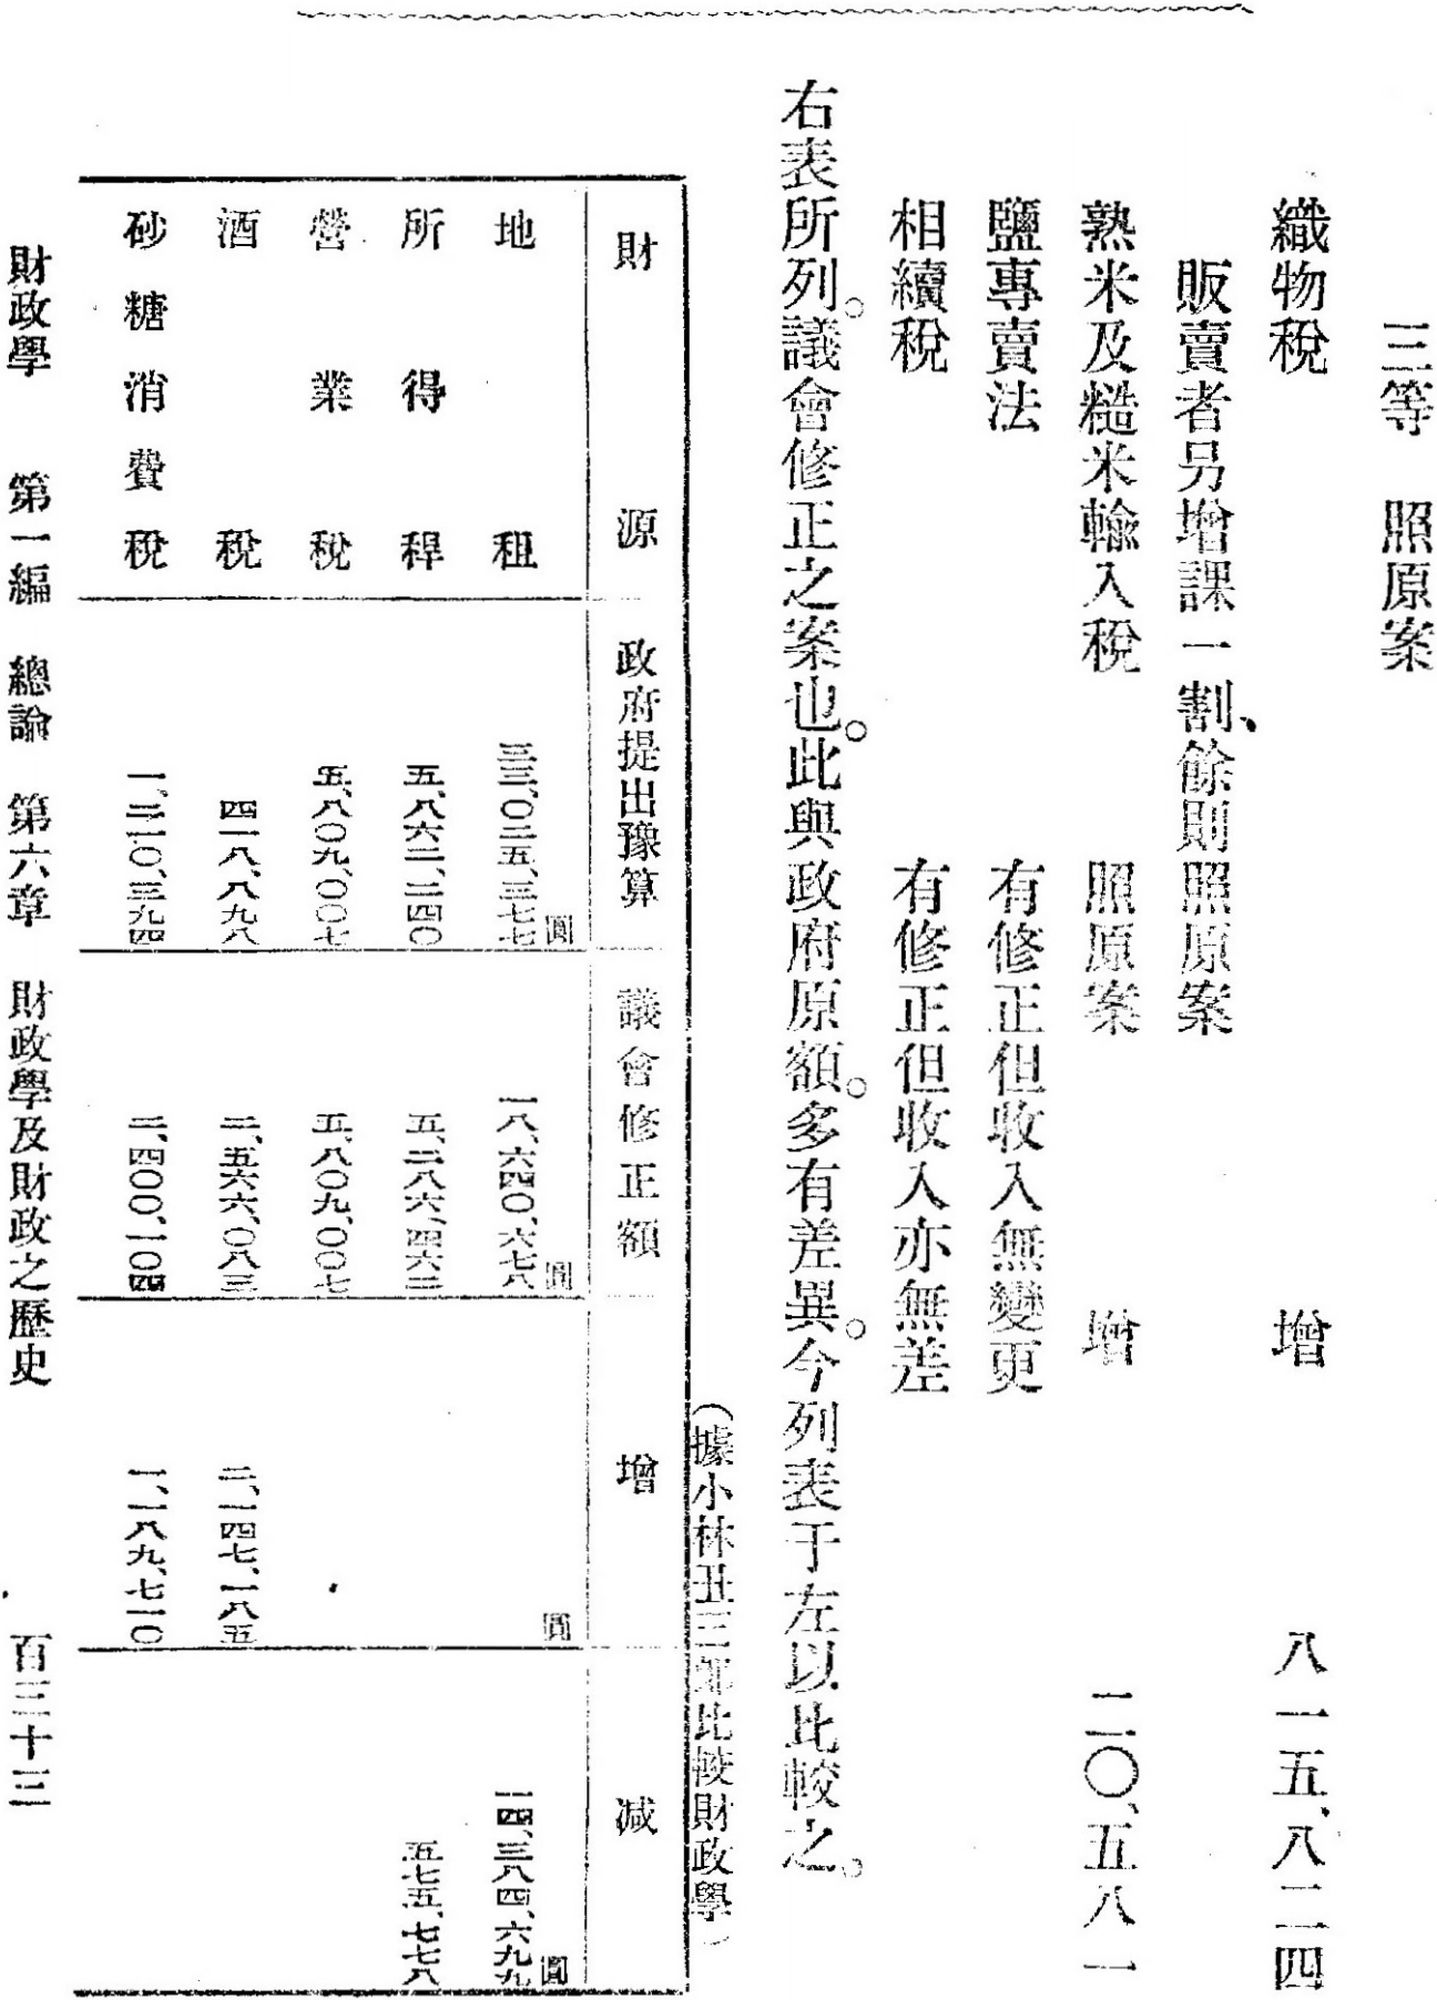 三等　照原案
織物稅　增　八一五、八二四
販賣者另增課一割、餘則照原案
熟米及糙米輸入稅　照原案　增　二〇、五八一
鹽專賣法　有修正但收入無變更
相續稅　有修正但收入亦無差
右表所列。議會修正之案也。此與政府原額。多有差異。今列表于左以比較之。
（據小林丑三郎比較財政學）
財源　政府提出豫算　議會修正額　增　減
地租　三三、〇二五、三七七圓　一八、六四〇、六七八圓　圓　一四、三八四、六九九圓
所得稅　五、八六二、二四〇　五、二八六、四六二　五七五、七七八
營業稅　五、八〇九、〇〇七　五、八〇九、〇〇七
酒稅　四一八、八九八　二、五六六、〇八三　二、一四七、一八五
砂糖消費稅　一、二一〇、三九四　二、四〇〇、一〇四　一、一八九、七一〇
財政學　第一編　總論　第六章　財政學及財政之歷史　百三十三